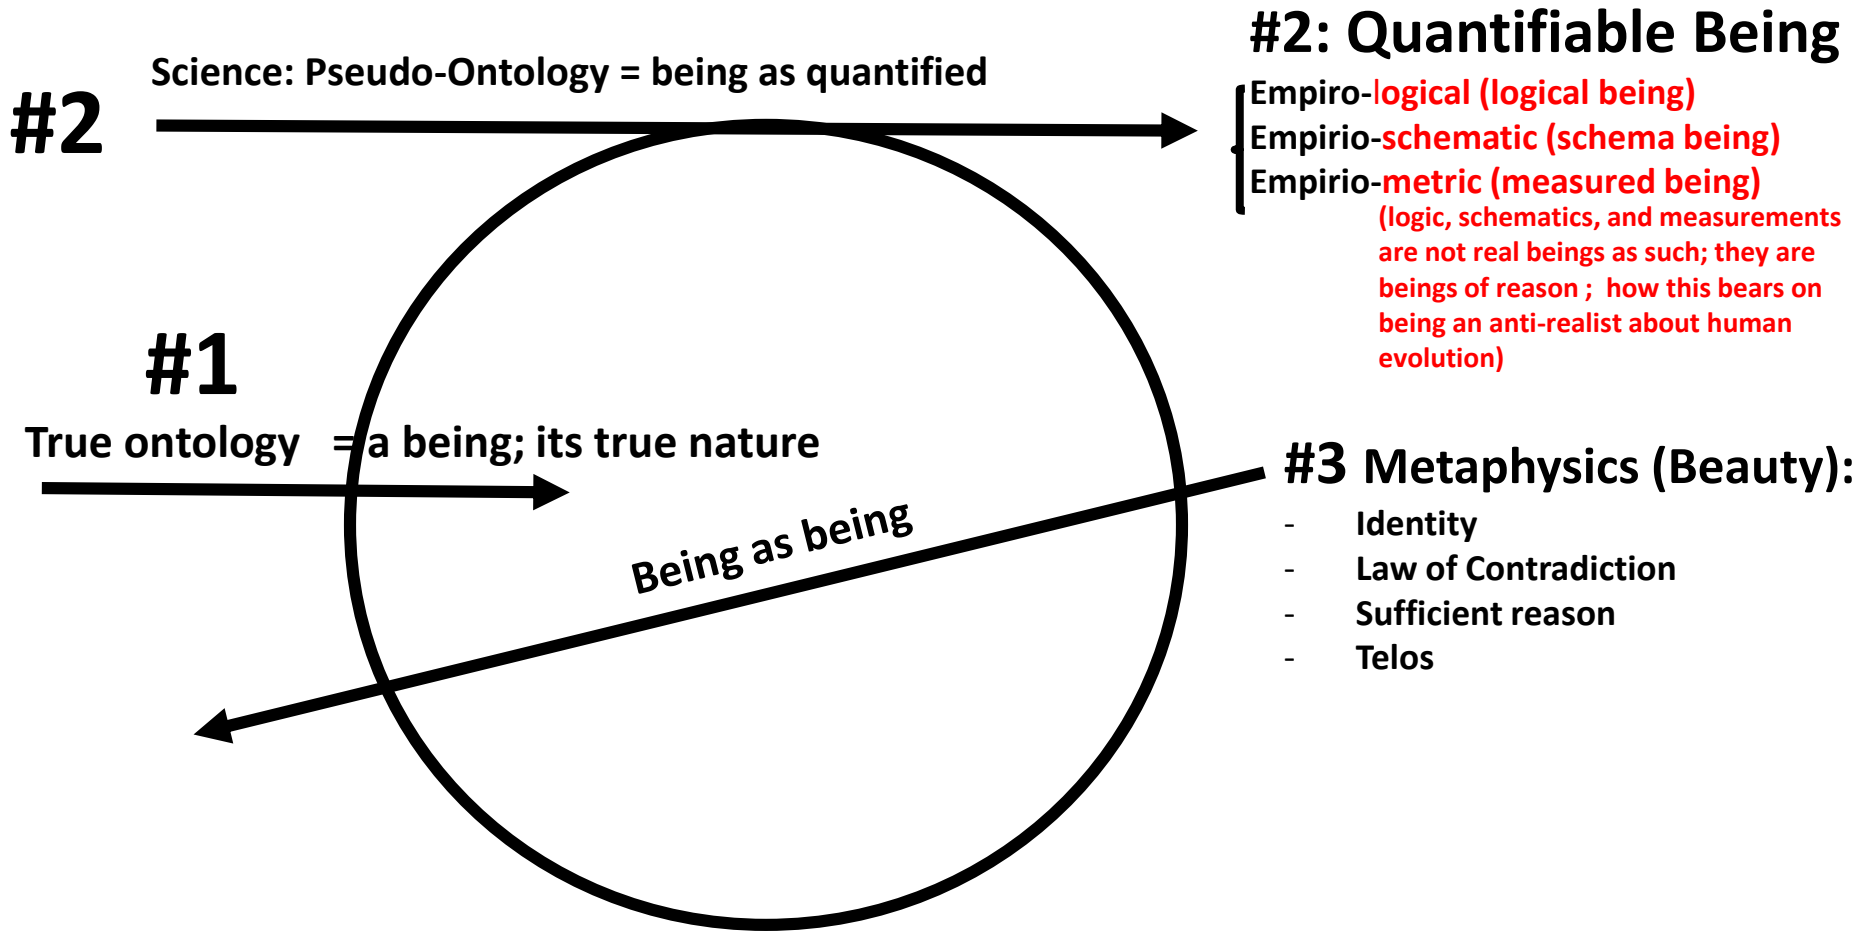 #2: Quantifiable Being
Science: Pseudo-Ontology = being as quantified
#2
Empiro-logical (logical being)
Empirio-schematic (schema being)
Empirio-metric (measured being)
(logic, schematics, and measurements
are not real beings as such; they are
beings of reason ; how this bears on
being an anti-realist about human
evolution)
#1
True ontology = a being; its true nature
#3 Metaphysics (Beauty):
- Identity
- Law of Contradiction
- Sufficient reason
- Telos
Being as being